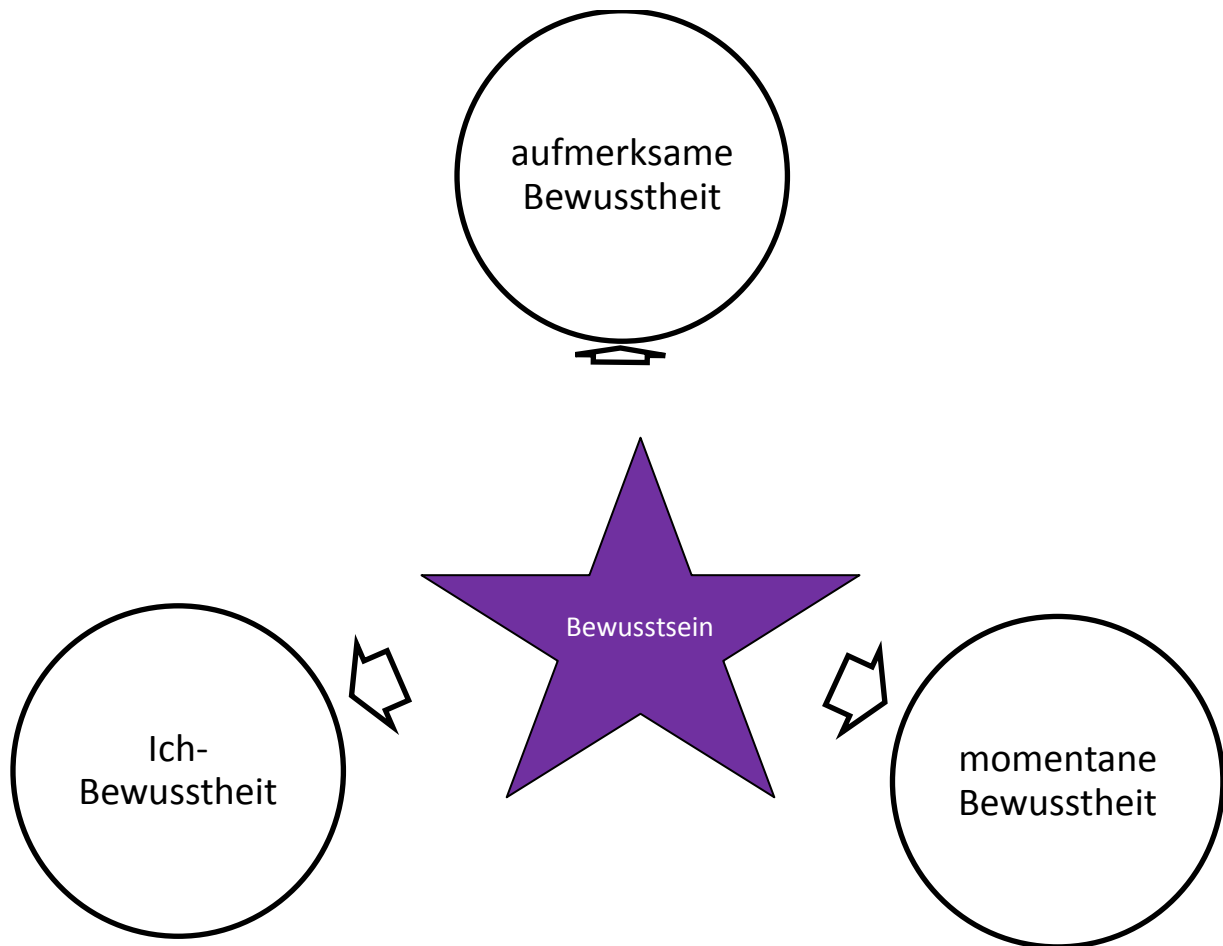 aufmerksame
Bewusstheit
Bewusstsein
Ich-
Bewusstheit
momentane
Bewusstheit